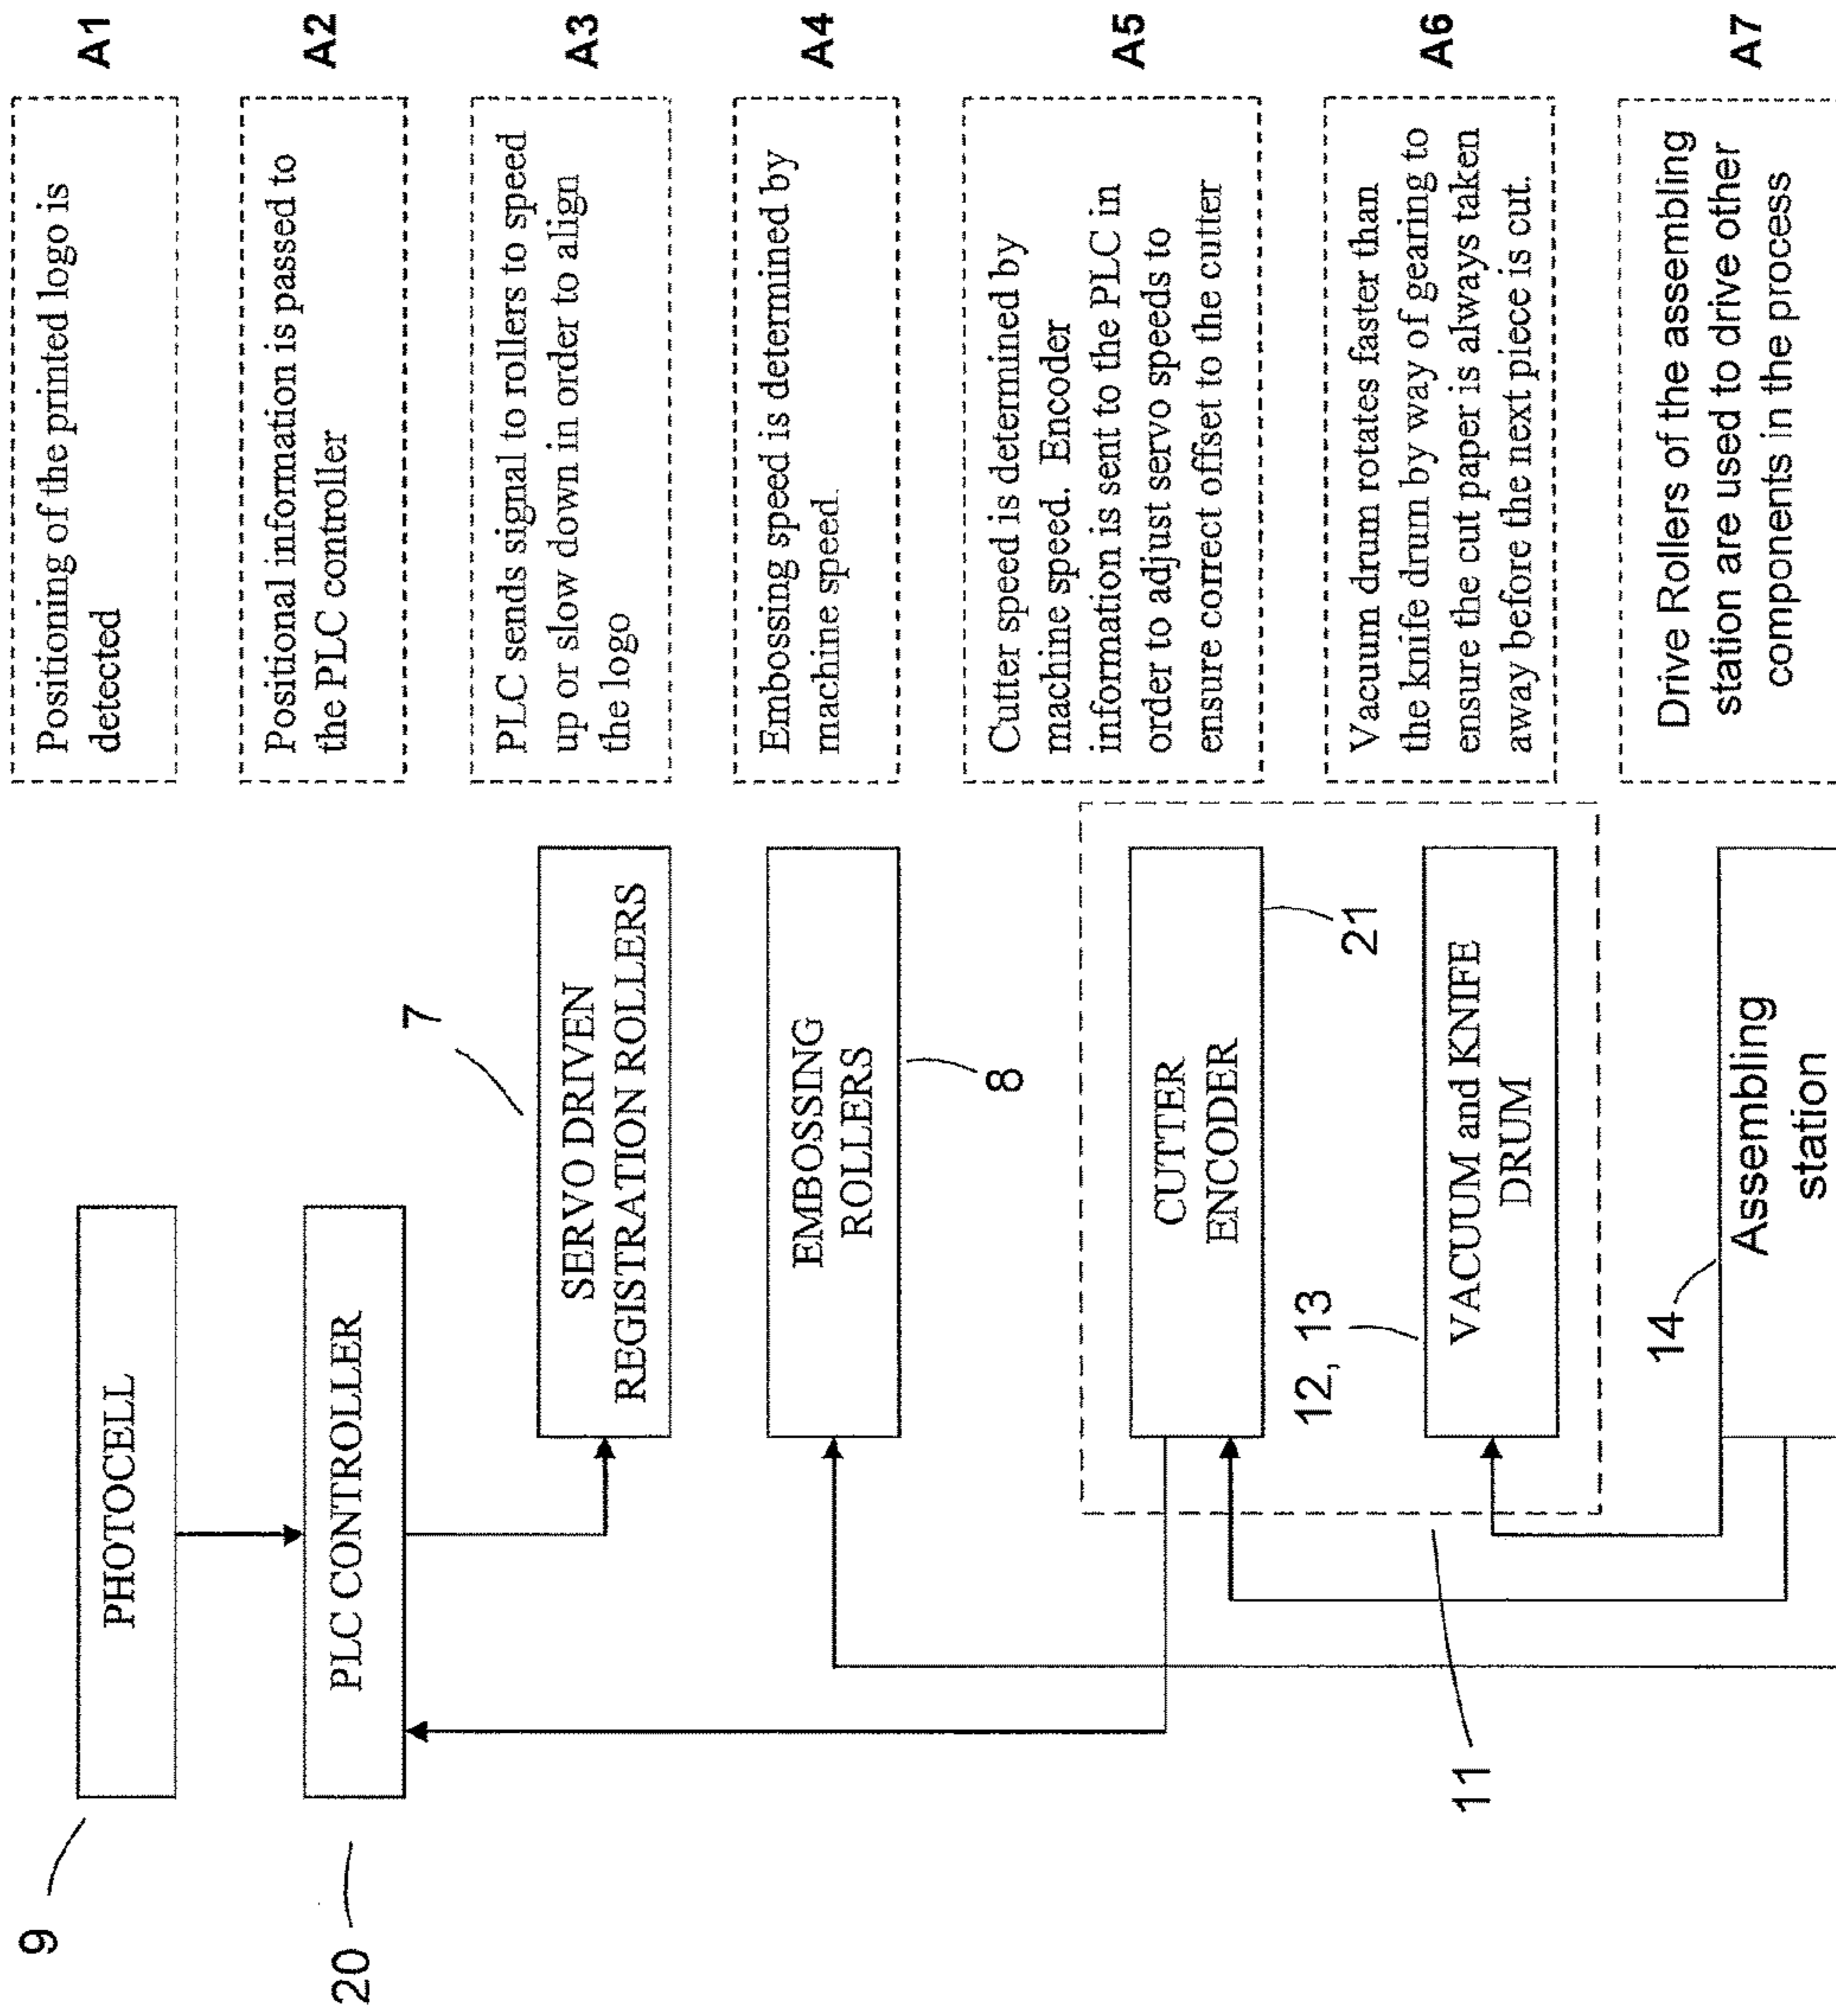 9
PHOTOCELL
Positioning of the printed logo is
detected
A1
20
PLC CONTROLLER
Positional information is passed to
the PLC controller
A2
7
SERVO DRIVEN
REGISTRATION ROLLERS
PLC sends signal to rollers to speed
up or slow down in order to align
the logo
A3
EMBOSSING
ROLLERS
8
Embossing speed is determined by
machine speed.
A4
CUTTER
ENCODER
21
Cutter speed is determined by
machine speed. Encoder
information is sent to the PLC in
order to adjust servo speeds to
ensure correct offset to the cutter
A5
11
12, 13
VACUUM and KNIFE
DRUM
Vacuum drum rotates faster than
the knife drum by way of gearing to
ensure the cut paper is always taken
away before the next piece is cut.
A6
14
Assembling
station
Drive Rollers of the assembling
station are used to drive other
components in the process
A7